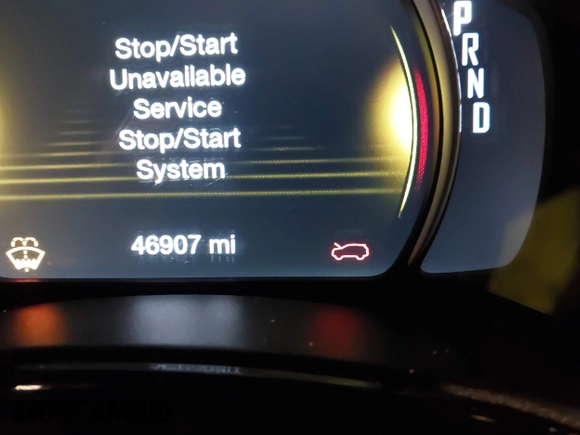 Stop/Start
Unavailable
Service
Stop/Start
System
46907 mi
P
R
N
D